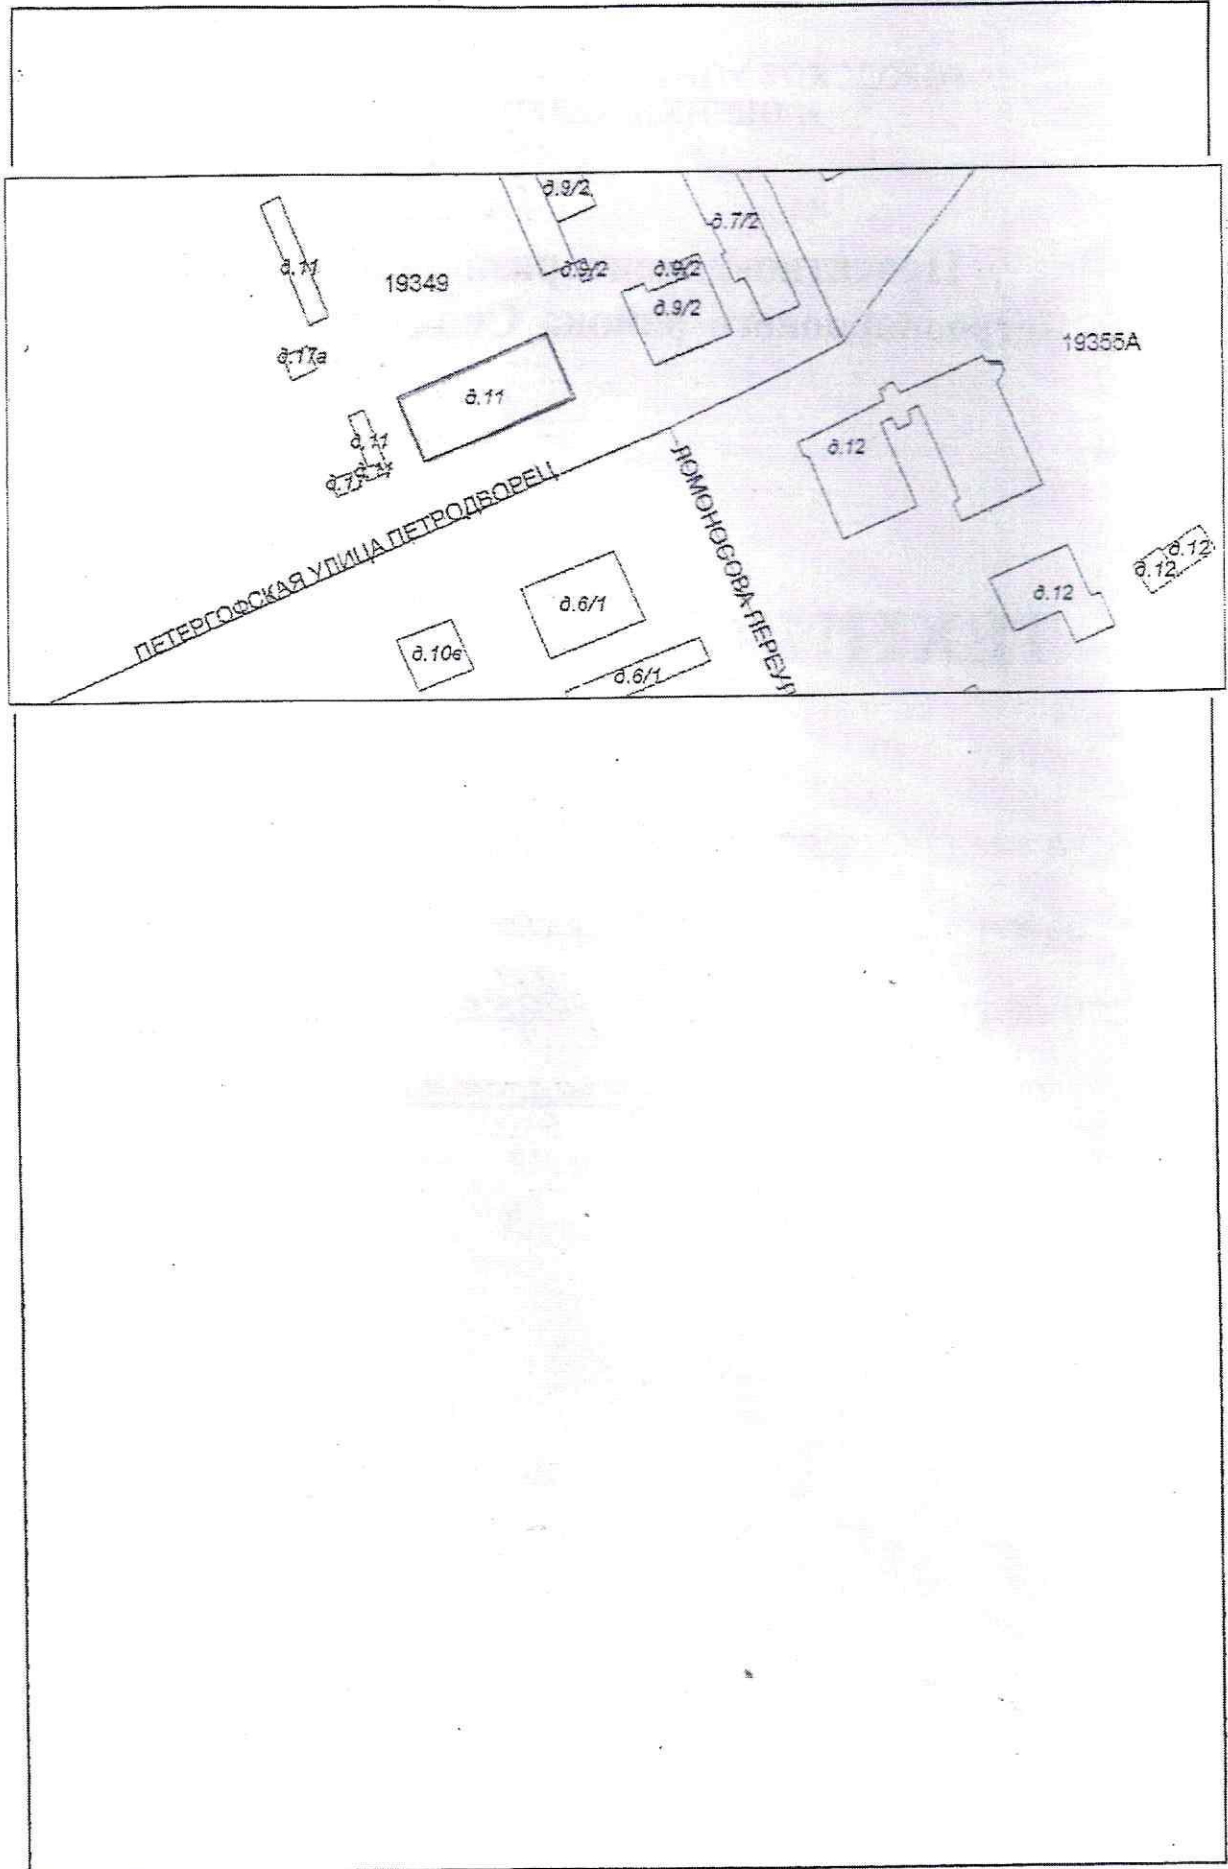 д.9/2
д.7/2
д.11
19349
д.9/2
д.9/2
д.9/2
19355А
д.17а
д.11
д.12
д.11
ПЕТЕРГОФСКАЯ УЛИЦА ПЕТРОДВОРЕЦ
ЛОМОНОСОВА ПЕРЕУЛ
д.12
д.12
д.12
д.6/1
д.10в
д.6/1